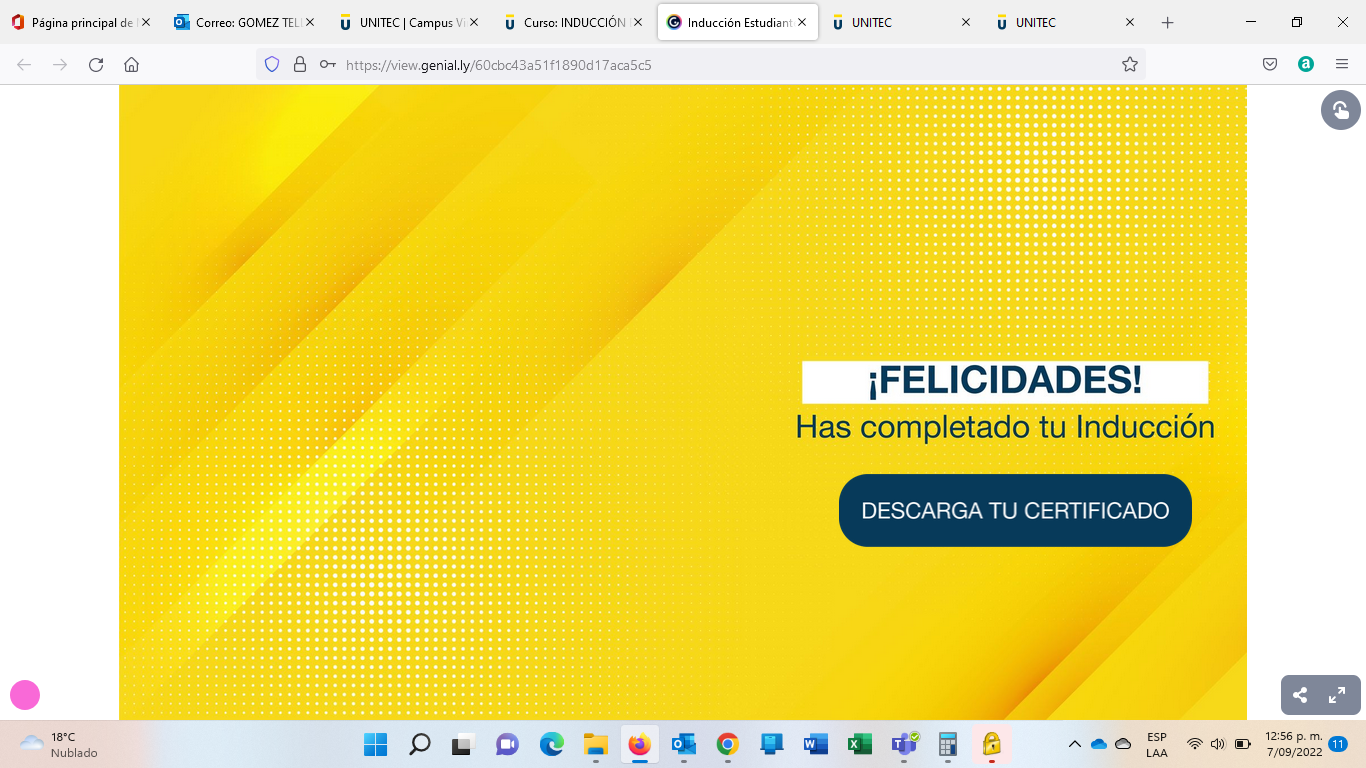 Página principal de M
Correo: GOMEZ TEL
UNITEC | Campus Vi
Curso: INDUCCIÓN
Inducción Estudiant
UNITEC
UNITEC
https://view.genial.ly/60cbc43a51f1890d17aca5c5
¡FELICIDADES!
Has completado tu Inducción
DESCARGA TU CERTIFICADO
18°C
Nublado
ESP
LAA
12:56 p. m.
7/09/2022
11